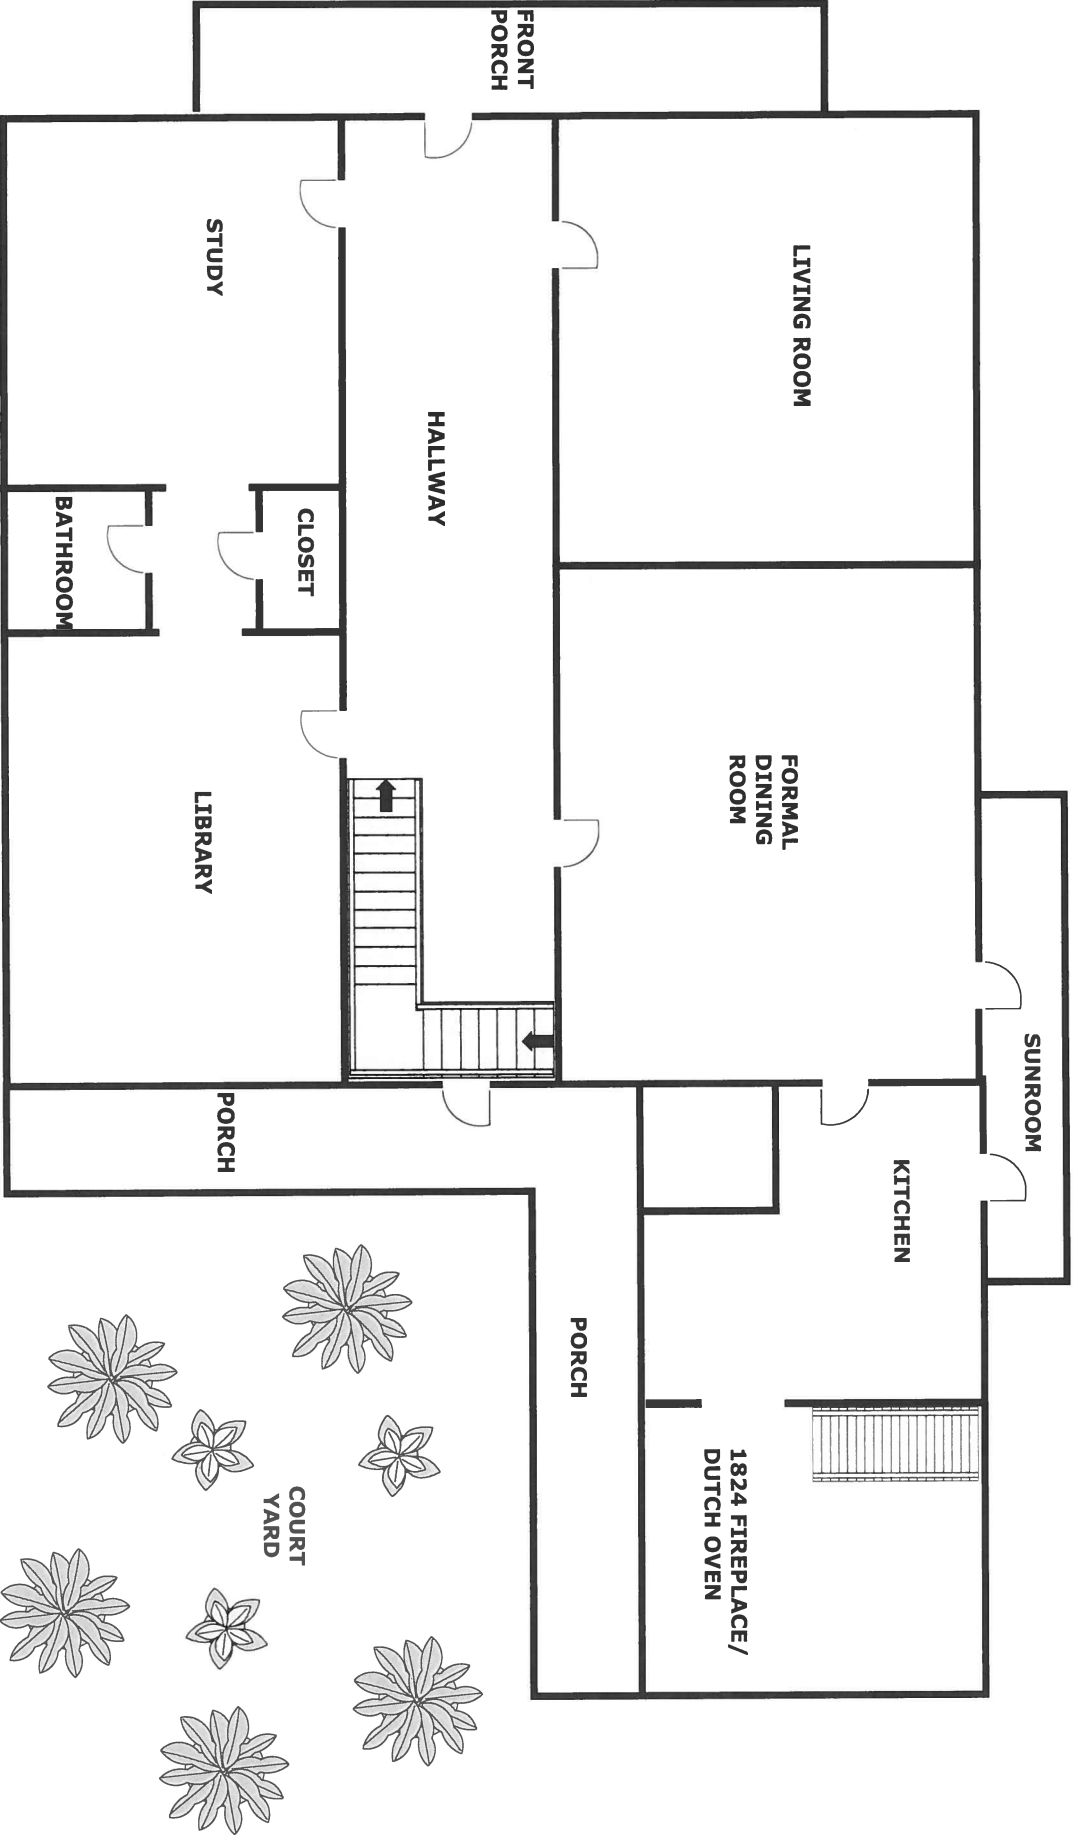 FRONT
PORCH
STUDY
LIVING ROOM
HALLWAY
BATHROOM
CLOSET
FORMAL
DINING
ROOM
LIBRARY
SUNROOM
PORCH
KITCHEN
PORCH
1824 FIREPLACE/
DUTCH OVEN
COURT
YARD